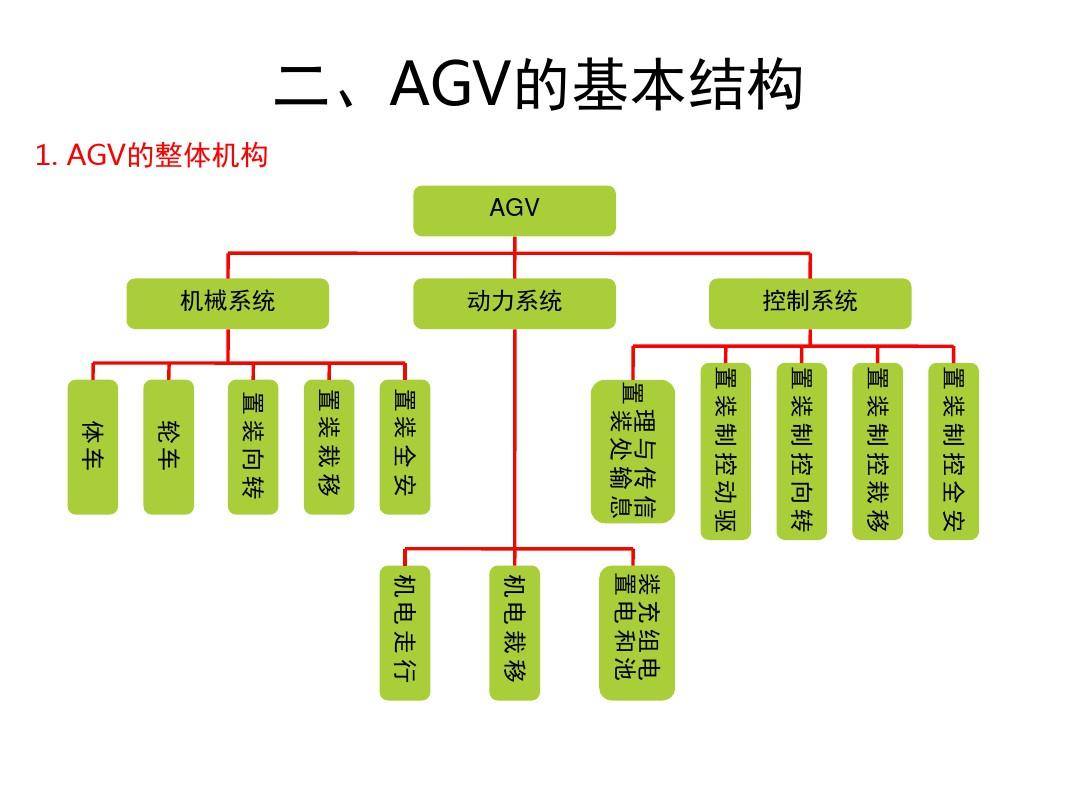 二、AGV的基本结构
1. AGV的整体机构
AGV
机械系统
动力系统
控制系统
车体
车轮
转向装置
移栽装置
安全装置
信息传输与处理装置
驱动控制装置
转向控制装置
移栽控制装置
安全控制装置
行走电机
移栽电机
电池组和充电装置